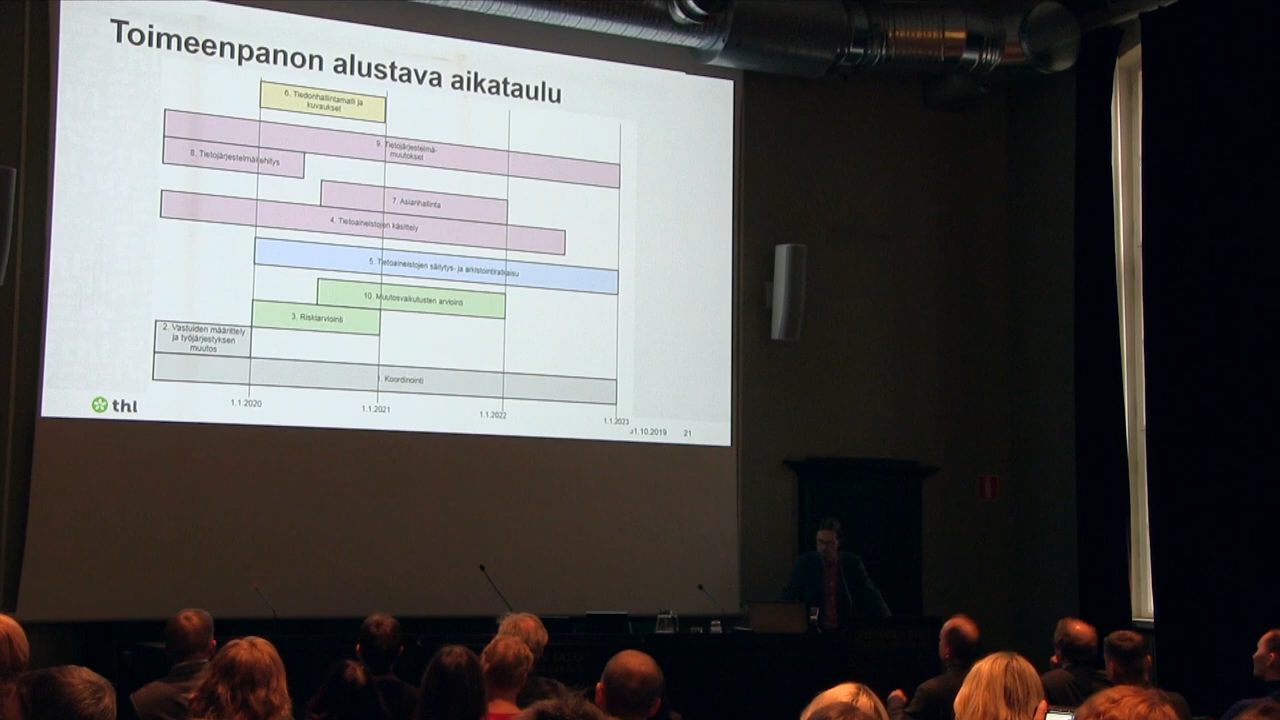 Toimeenpanon alustava aikataulu
6. Tiedonhallintamalli ja
kuvaukset
9. Tietojärjestelmä-
muutokset
8. Tietojärjestelmäkehitys
7. Asianhallinta
4. Tietoaineistojen käsittely
5. Tietoaineistojen säilytys- ja arkistointiratkaisu
10. Muutosvaikutusten arviointi
3. Riskiarviointi
2. Vastuiden määrittely
ja työjärjestyksen
muutos
1. Koordinointi
1.1.2020
1.1.2021
1.1.2022
1.1.2023
thl
31.10.2019 21